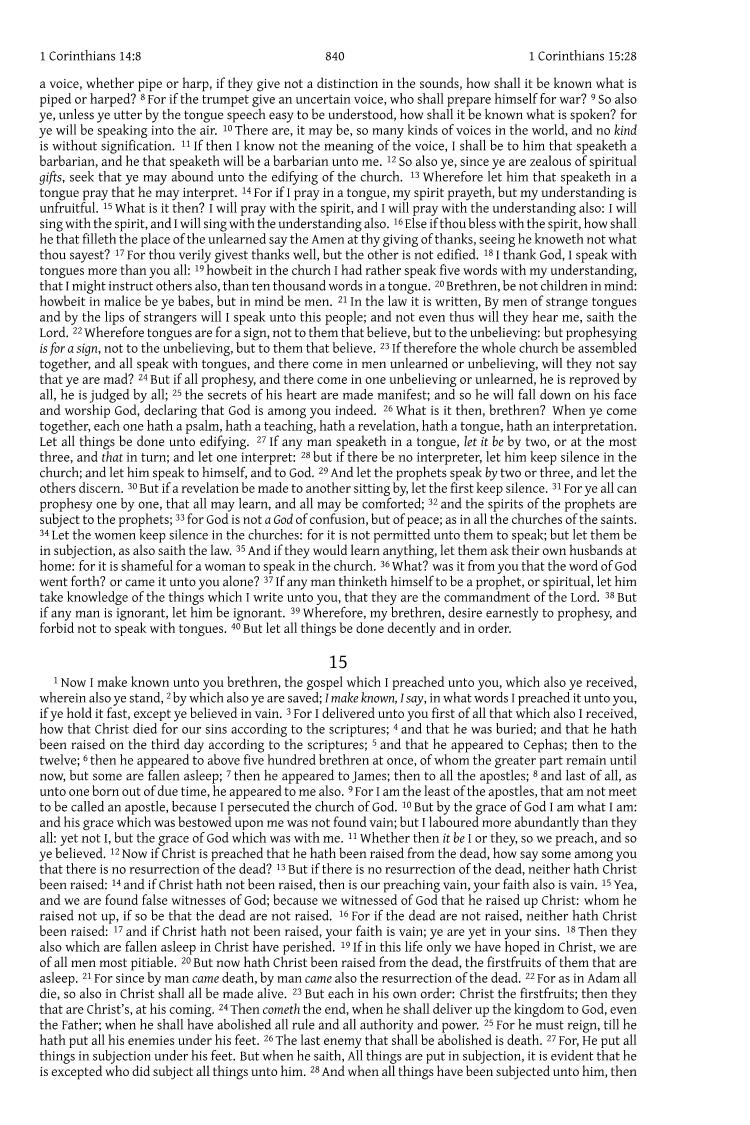 1 Corinthians 14:8 840 1 Corinthians 15:28
a voice, whether pipe or harp, if they give not a distinction in the sounds, how shall it be known what is
piped or harped? 8 For if the trumpet give an uncertain voice, who shall prepare himself for war? 9 So also
ye, unless ye utter by the tongue speech easy to be understood, how shall it be known what is spoken? for
ye will be speaking into the air. 10 There are, it may be, so many kinds of voices in the world, and no kind
is without signification. 11 If then I know not the meaning of the voice, I shall be to him that speaketh a
barbarian, and he that speaketh will be a barbarian unto me. 12 So also ye, since ye are zealous of spiritual
gifts, seek that ye may abound unto the edifying of the church. 13 Wherefore let him that speaketh in a
tongue pray that he may interpret. 14 For if I pray in a tongue, my spirit prayeth, but my understanding is
unfruitful. 15 What is it then? I will pray with the spirit, and I will pray with the understanding also: I will
sing with the spirit, and I will sing with the understanding also. 16 Else if thou bless with the spirit, how shall
he that filleth the place of the unlearned say the Amen at thy giving of thanks, seeing he knoweth not what
thou sayest? 17 For thou verily givest thanks well, but the other is not edified. 18 I thank God, I speak with
tongues more than you all: 19 howbeit in the church I had rather speak five words with my understanding,
that I might instruct others also, than ten thousand words in a tongue. 20 Brethren, be not children in mind:
howbeit in malice be ye babes, but in mind be men. 21 In the law it is written, By men of strange tongues
and by the lips of strangers will I speak unto this people; and not even thus will they hear me, saith the
Lord. 22 Wherefore tongues are for a sign, not to them that believe, but to the unbelieving: but prophesying
is for a sign, not to the unbelieving, but to them that believe. 23 If therefore the whole church be assembled
together, and all speak with tongues, and there come in men unlearned or unbelieving, will they not say
that ye are mad? 24 But if all prophesy, and there come in one unbelieving or unlearned, he is reproved by
all, he is judged by all; 25 the secrets of his heart are made manifest; and so he will fall down on his face
and worship God, declaring that God is among you indeed. 26 What is it then, brethren? When ye come
together, each one hath a psalm, hath a teaching, hath a revelation, hath a tongue, hath an interpretation.
Let all things be done unto edifying. 27 If any man speaketh in a tongue, let it be by two, or at the most
three, and that in turn; and let one interpret: 28 but if there be no interpreter, let him keep silence in the
church; and let him speak to himself, and to God. 29 And let the prophets speak by two or three, and let the
others discern. 30 But if a revelation be made to another sitting by, let the first keep silence. 31 For ye all can
prophesy one by one, that all may learn, and all may be comforted; 32 and the spirits of the prophets are
subject to the prophets; 33 for God is not a God of confusion, but of peace; as in all the churches of the saints.
34 Let the women keep silence in the churches: for it is not permitted unto them to speak; but let them be
in subjection, as also saith the law. 35 And if they would learn anything, let them ask their own husbands at
home: for it is shameful for a woman to speak in the church. 36 What? was it from you that the word of God
went forth? or came it unto you alone? 37 If any man thinketh himself to be a prophet, or spiritual, let him
take knowledge of the things which I write unto you, that they are the commandment of the Lord. 38 But
if any man is ignorant, let him be ignorant. 39 Wherefore, my brethren, desire earnestly to prophesy, and
forbid not to speak with tongues. 40 But let all things be done decently and in order.
15
1 Now I make known unto you brethren, the gospel which I preached unto you, which also ye received,
wherein also ye stand, 2 by which also ye are saved; I make known, I say, in what words I preached it unto you,
if ye hold it fast, except ye believed in vain. 3 For I delivered unto you first of all that which also I received,
how that Christ died for our sins according to the scriptures; 4 and that he was buried; and that he hath
been raised on the third day according to the scriptures; 5 and that he appeared to Cephas; then to the
twelve; 6 then he appeared to above five hundred brethren at once, of whom the greater part remain until
now, but some are fallen asleep; 7 then he appeared to James; then to all the apostles; 8 and last of all, as
unto one born out of due time, he appeared to me also. 9 For I am the least of the apostles, that am not meet
to be called an apostle, because I persecuted the church of God. 10 But by the grace of God I am what I am:
and his grace which was bestowed upon me was not found vain; but I laboured more abundantly than they
all: yet not I, but the grace of God which was with me. 11 Whether then it be I or they, so we preach, and so
ye believed. 12 Now if Christ is preached that he hath been raised from the dead, how say some among you
that there is no resurrection of the dead? 13 But if there is no resurrection of the dead, neither hath Christ
been raised: 14 and if Christ hath not been raised, then is our preaching vain, your faith also is vain. 15 Yea,
and we are found false witnesses of God; because we witnessed of God that he raised up Christ: whom he
raised not up, if so be that the dead are not raised. 16 For if the dead are not raised, neither hath Christ
been raised: 17 and if Christ hath not been raised, your faith is vain; ye are yet in your sins. 18 Then they
also which are fallen asleep in Christ have perished. 19 If in this life only we have hoped in Christ, we are
of all men most pitiable. 20 But now hath Christ been raised from the dead, the firstfruits of them that are
asleep. 21 For since by man came death, by man came also the resurrection of the dead. 22 For as in Adam all
die, so also in Christ shall all be made alive. 23 But each in his own order: Christ the firstfruits; then they
that are Christ's, at his coming. 24 Then cometh the end, when he shall deliver up the kingdom to God, even
the Father; when he shall have abolished all rule and all authority and power. 25 For he must reign, till he
hath put all his enemies under his feet. 26 The last enemy that shall be abolished is death. 27 For, He put all
things in subjection under his feet. But when he saith, All things are put in subjection, it is evident that he
is excepted who did subject all things unto him. 28 And when all things have been subjected unto him, then